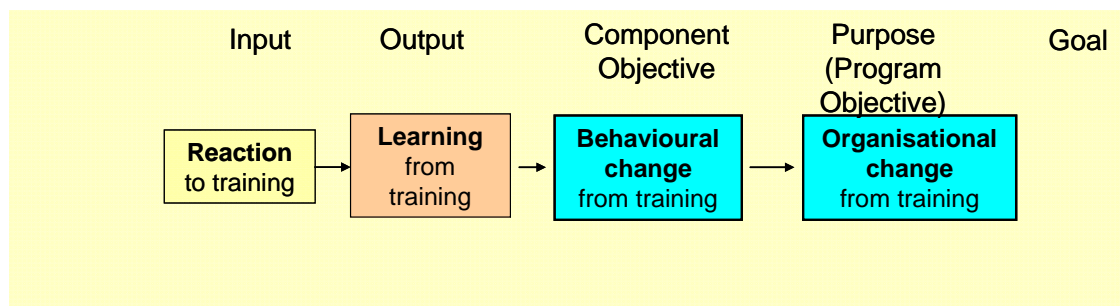 Input
Output
Component
Objective
Purpose
(Program
Objective)
Goal
Reaction
to training
Learning
from
training
Behavioural
change
from training
Organisational
change
from training